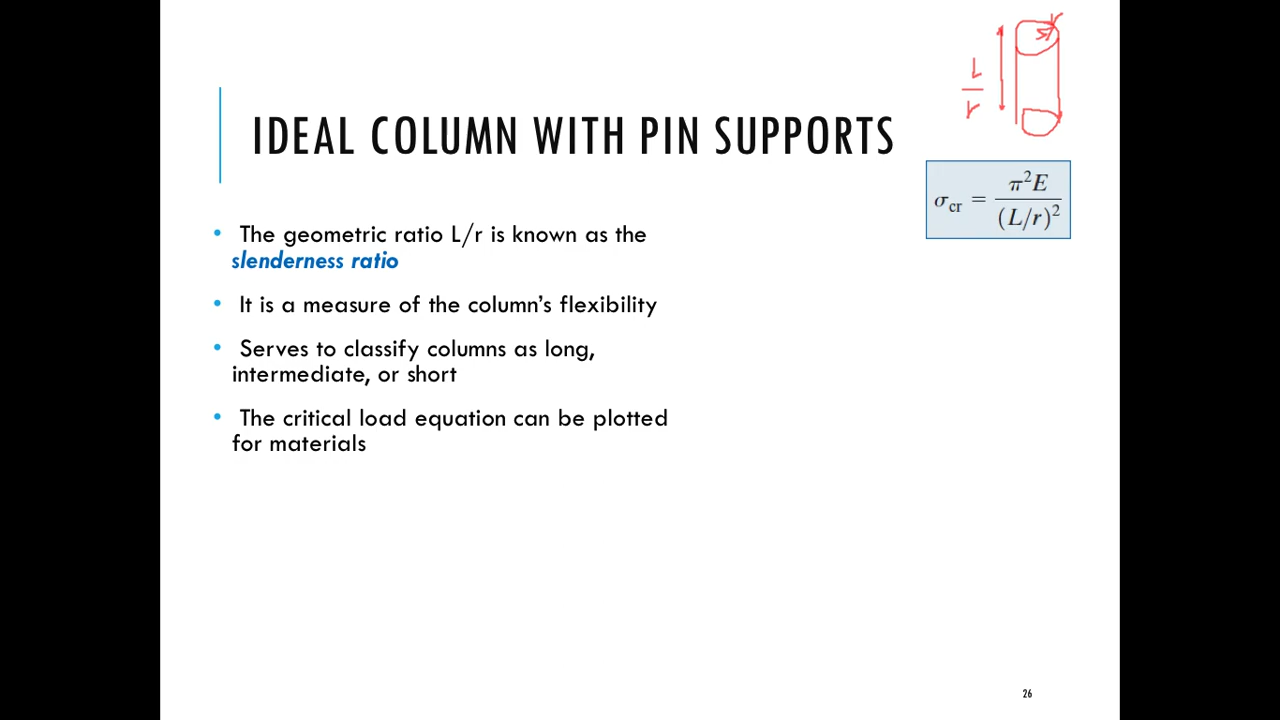 r
L
r
IDEAL COLUMN WITH PIN SUPPORTS
σcr = π²E / (L/r)²
• The geometric ratio L/r is known as the
slenderness ratio
• It is a measure of the column's flexibility
• Serves to classify columns as long,
intermediate, or short
• The critical load equation can be plotted
for materials
26